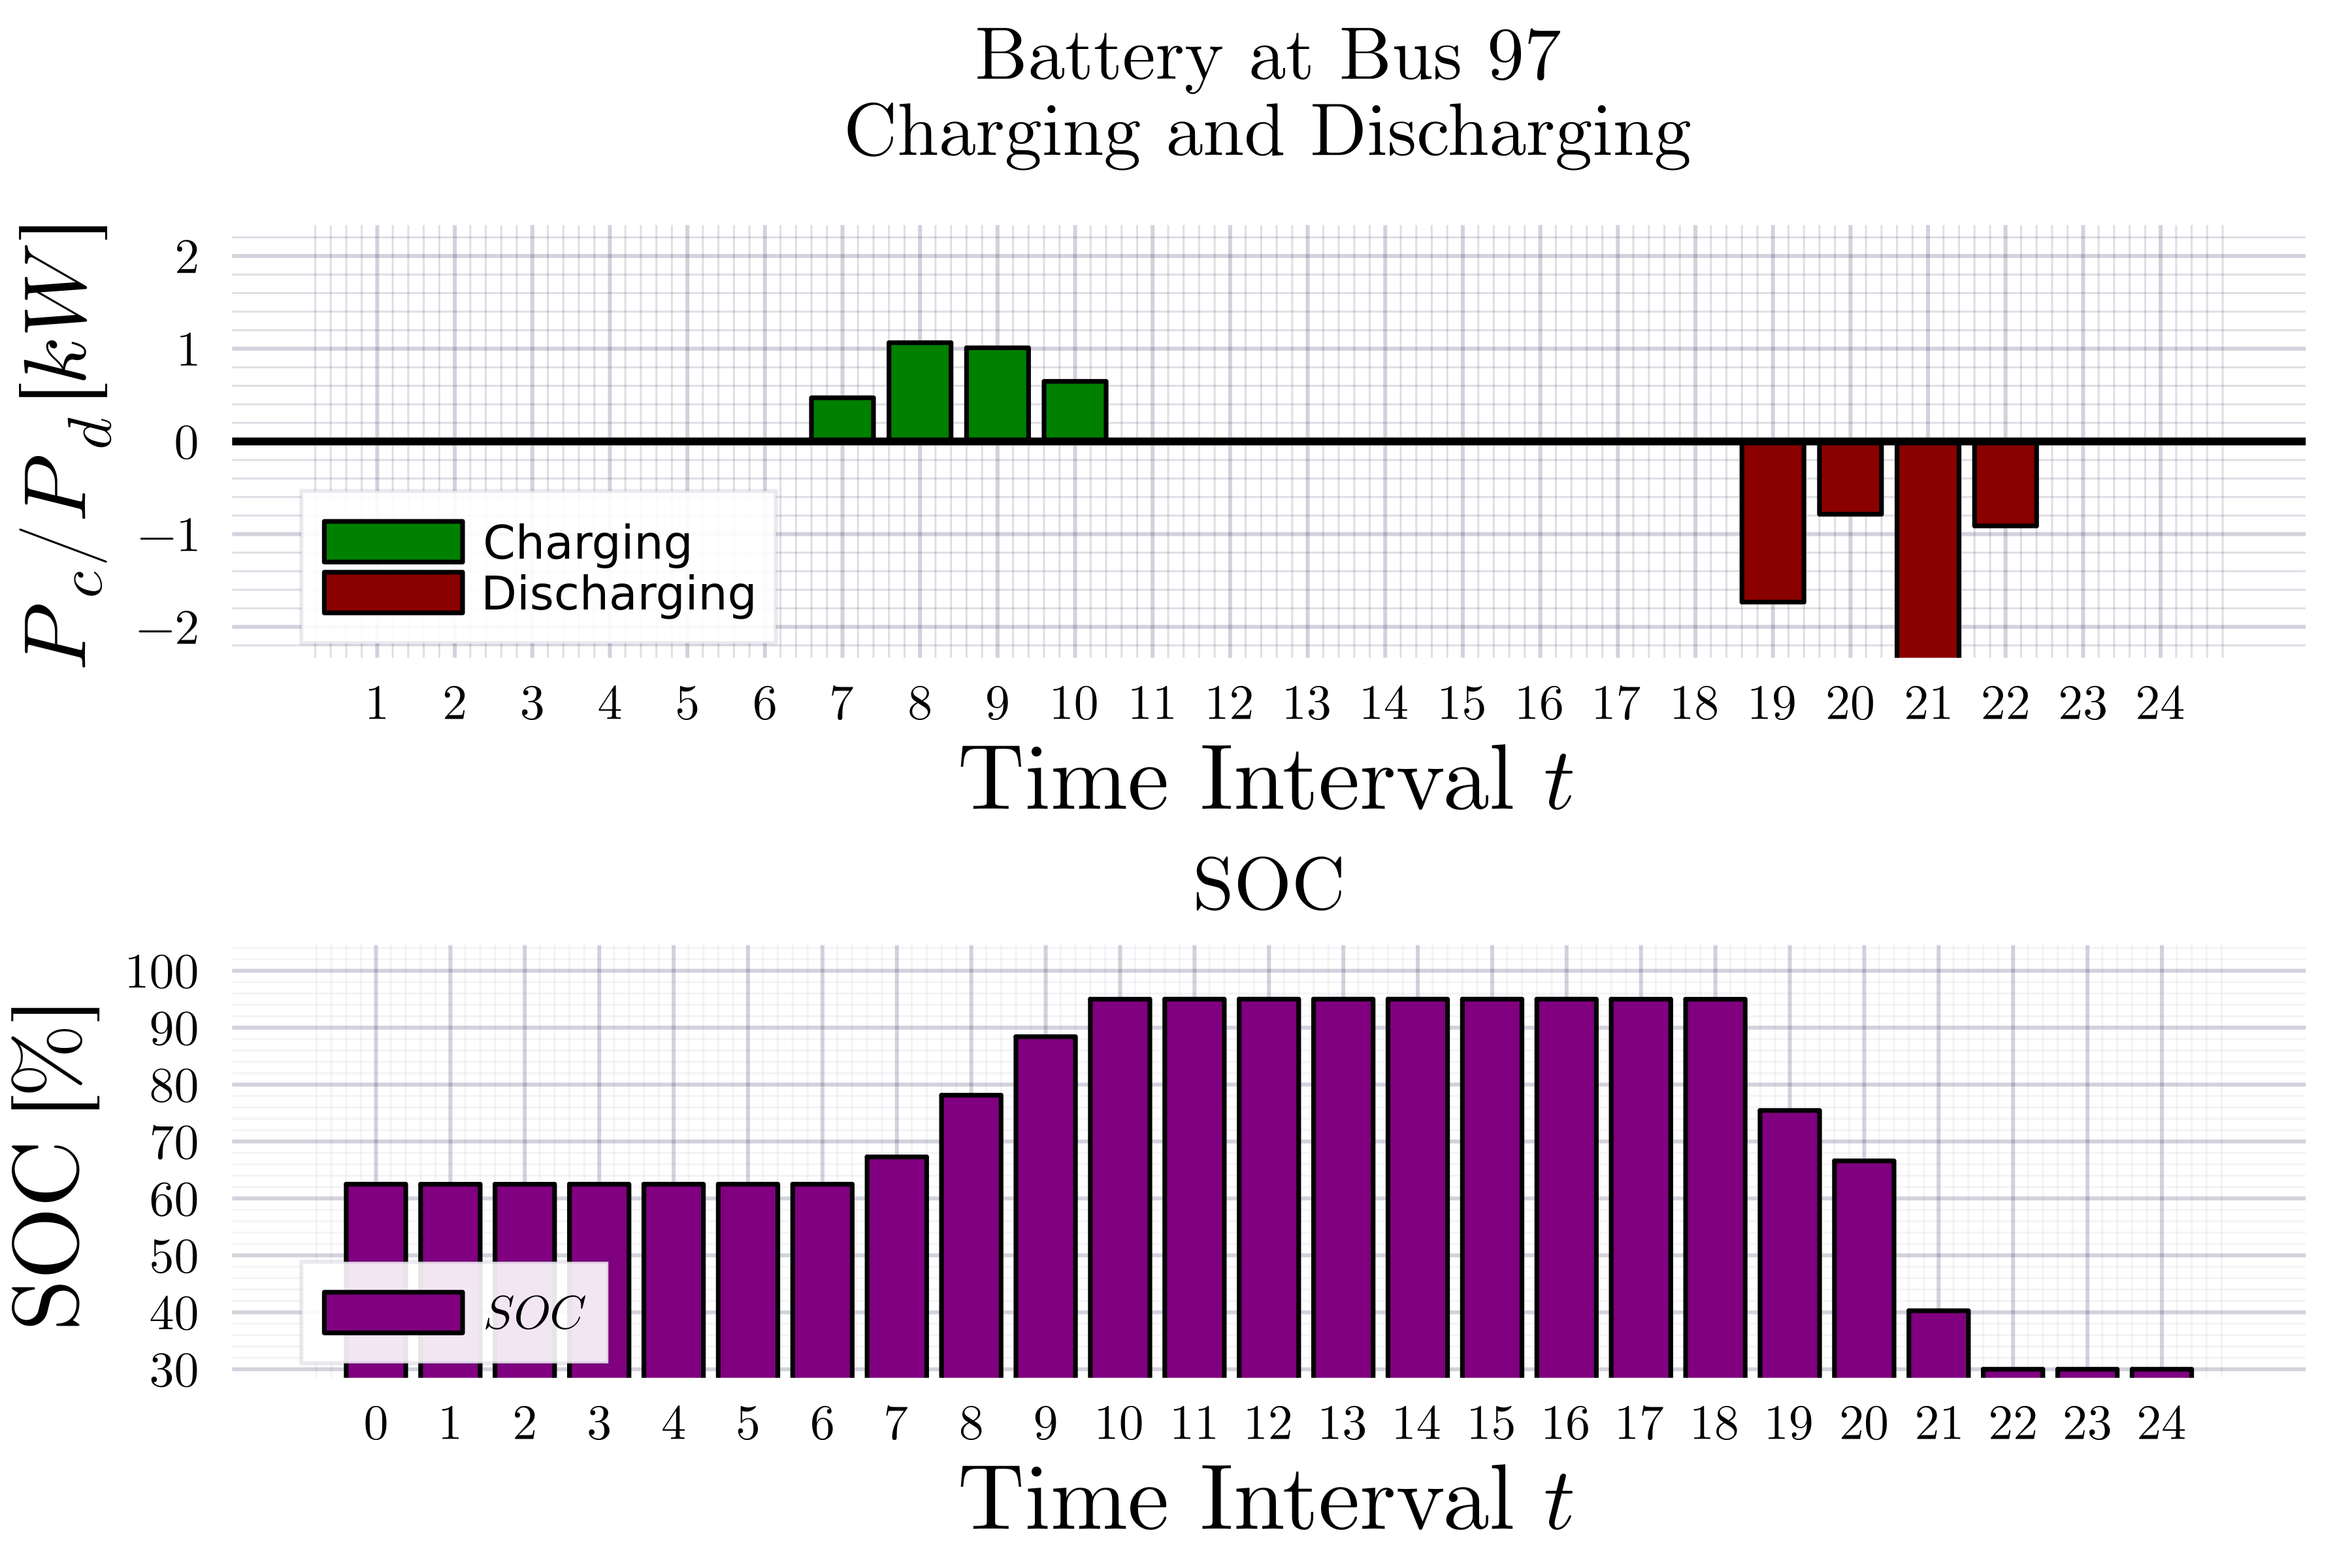 Battery at Bus 97
Charging and Discharging
P_c/P_d [kW]
2
1
0
−1
−2
Charging
Discharging
1 2 3 4 5 6 7 8 9 10 11 12 13 14 15 16 17 18 19 20 21 22 23 24
Time Interval t
SOC
SOC [%]
100
90
80
70
60
50
40
30
SOC
0 1 2 3 4 5 6 7 8 9 10 11 12 13 14 15 16 17 18 19 20 21 22 23 24
Time Interval t